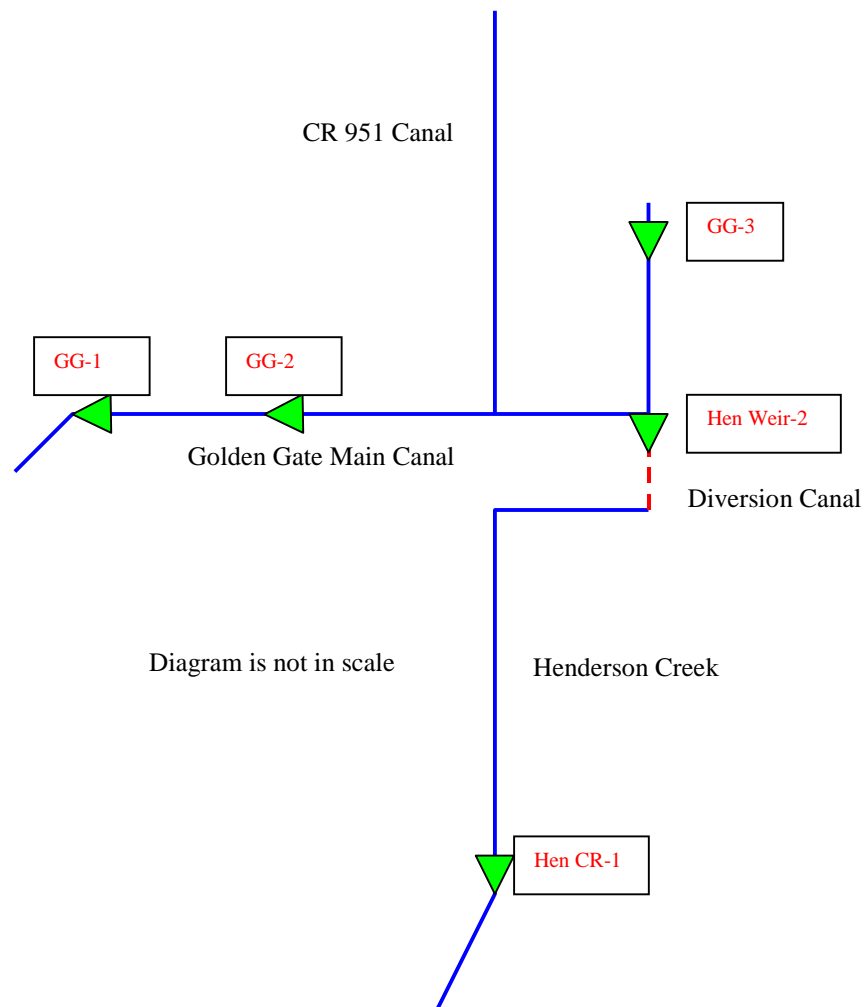 CR 951 Canal
GG-3
GG-1
GG-2
Hen Weir-2
Golden Gate Main Canal
Diversion Canal
Diagram is not in scale
Henderson Creek
Hen CR-1